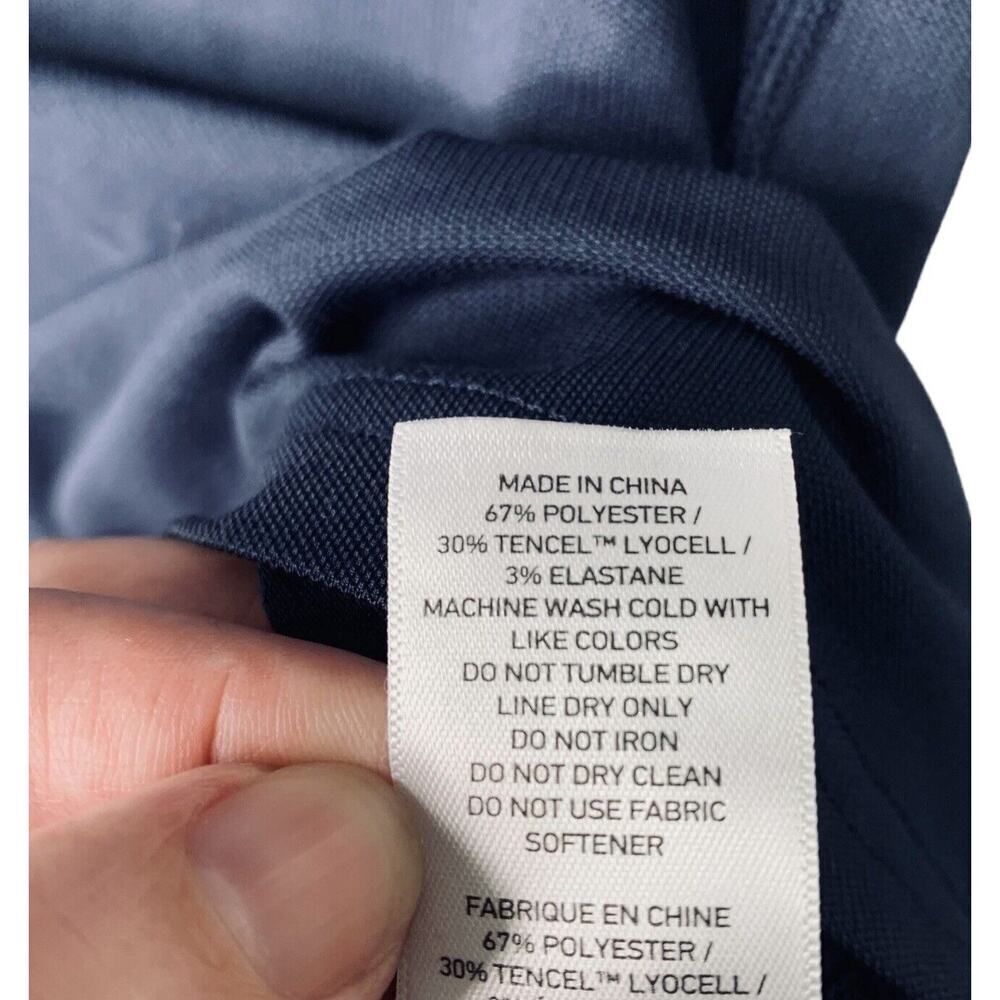 MADE IN CHINA
67% POLYESTER /
30% TENCEL™ LYOCELL /
3% ELASTANE
MACHINE WASH COLD WITH
LIKE COLORS
DO NOT TUMBLE DRY
LINE DRY ONLY
DO NOT IRON
DO NOT DRY CLEAN
DO NOT USE FABRIC
SOFTENER
FABRIQUE EN CHINE
67% POLYESTER /
30% TENCEL™ LYOCELL /